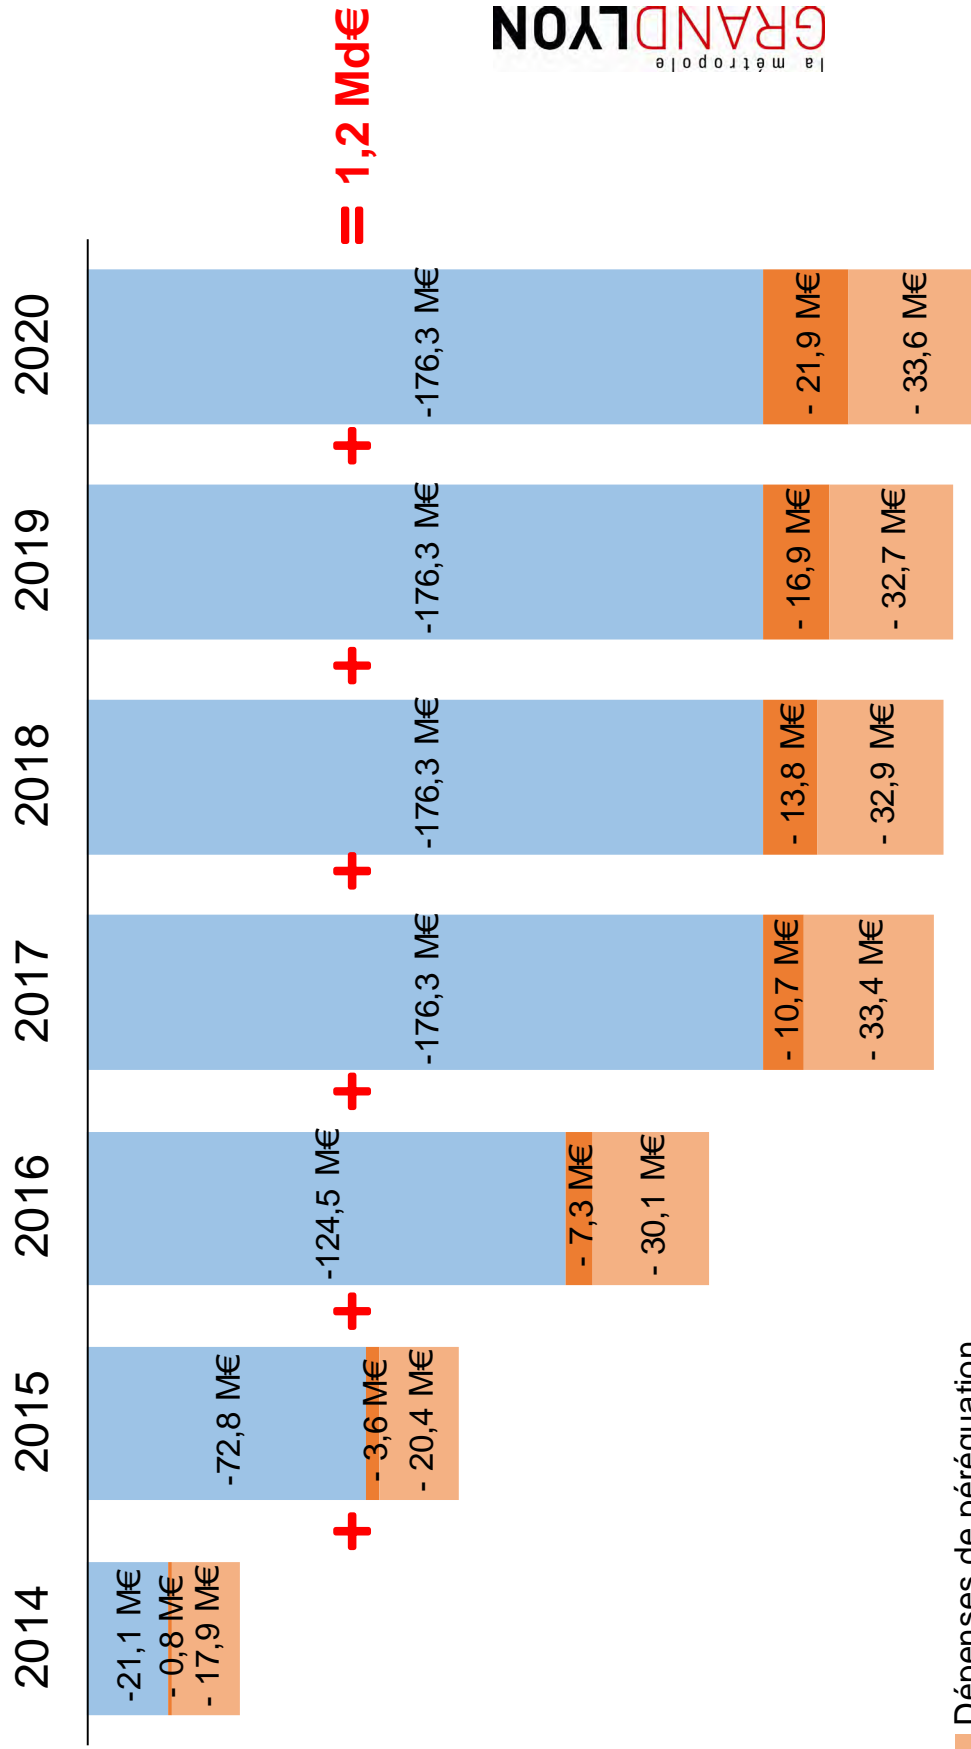 2014
2015
2016
2017
2018
2019
2020
-21,1 M€
- 0,8 M€
- 17,9 M€
+
-72,8 M€
- 3,6 M€
- 20,4 M€
+
-124,5 M€
- 7,3 M€
- 30,1 M€
+
-176,3 M€
- 10,7 M€
- 33,4 M€
+
-176,3 M€
- 13,8 M€
- 32,9 M€
+
-176,3 M€
- 16,9 M€
- 32,7 M€
+
-176,3 M€
- 21,9 M€
- 33,6 M€
= 1,2 Md€
Dépenses de péréquation
la métropole
GRANDLYON